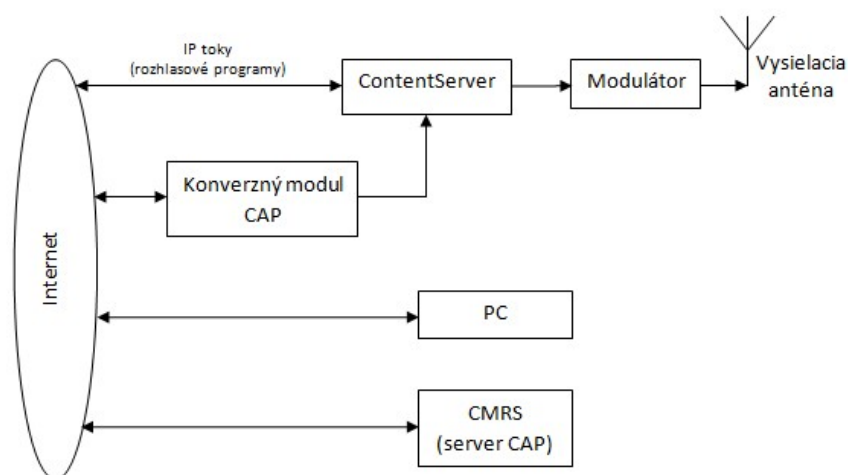 IP toky
(rozhlasové programy)
ContentServer
Modulátor
Vysielacia
anténa
Konverzný modul
CAP
Internet
PC
CMRS
(server CAP)